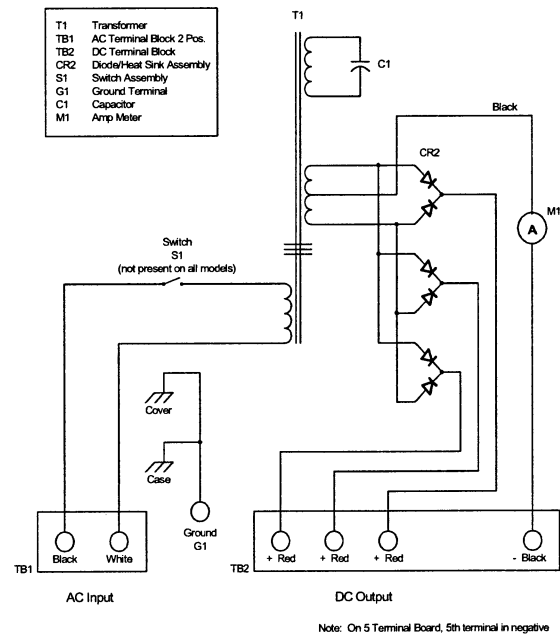 T1 Transformer
TB1 AC Terminal Block 2 Pos.
TB2 DC Terminal Block
CR2 Diode/Heat Sink Assembly
S1 Switch Assembly
G1 Ground Terminal
C1 Capacitor
M1 Amp Meter
T1
C1
Black
CR2
M1
A
Switch
S1
(not present on all models)
Cover
Case
Ground
G1
Black White
TB1
AC Input
+ Red + Red + Red - Black
TB2
DC Output
Note: On 5 Terminal Board, 5th terminal in negative